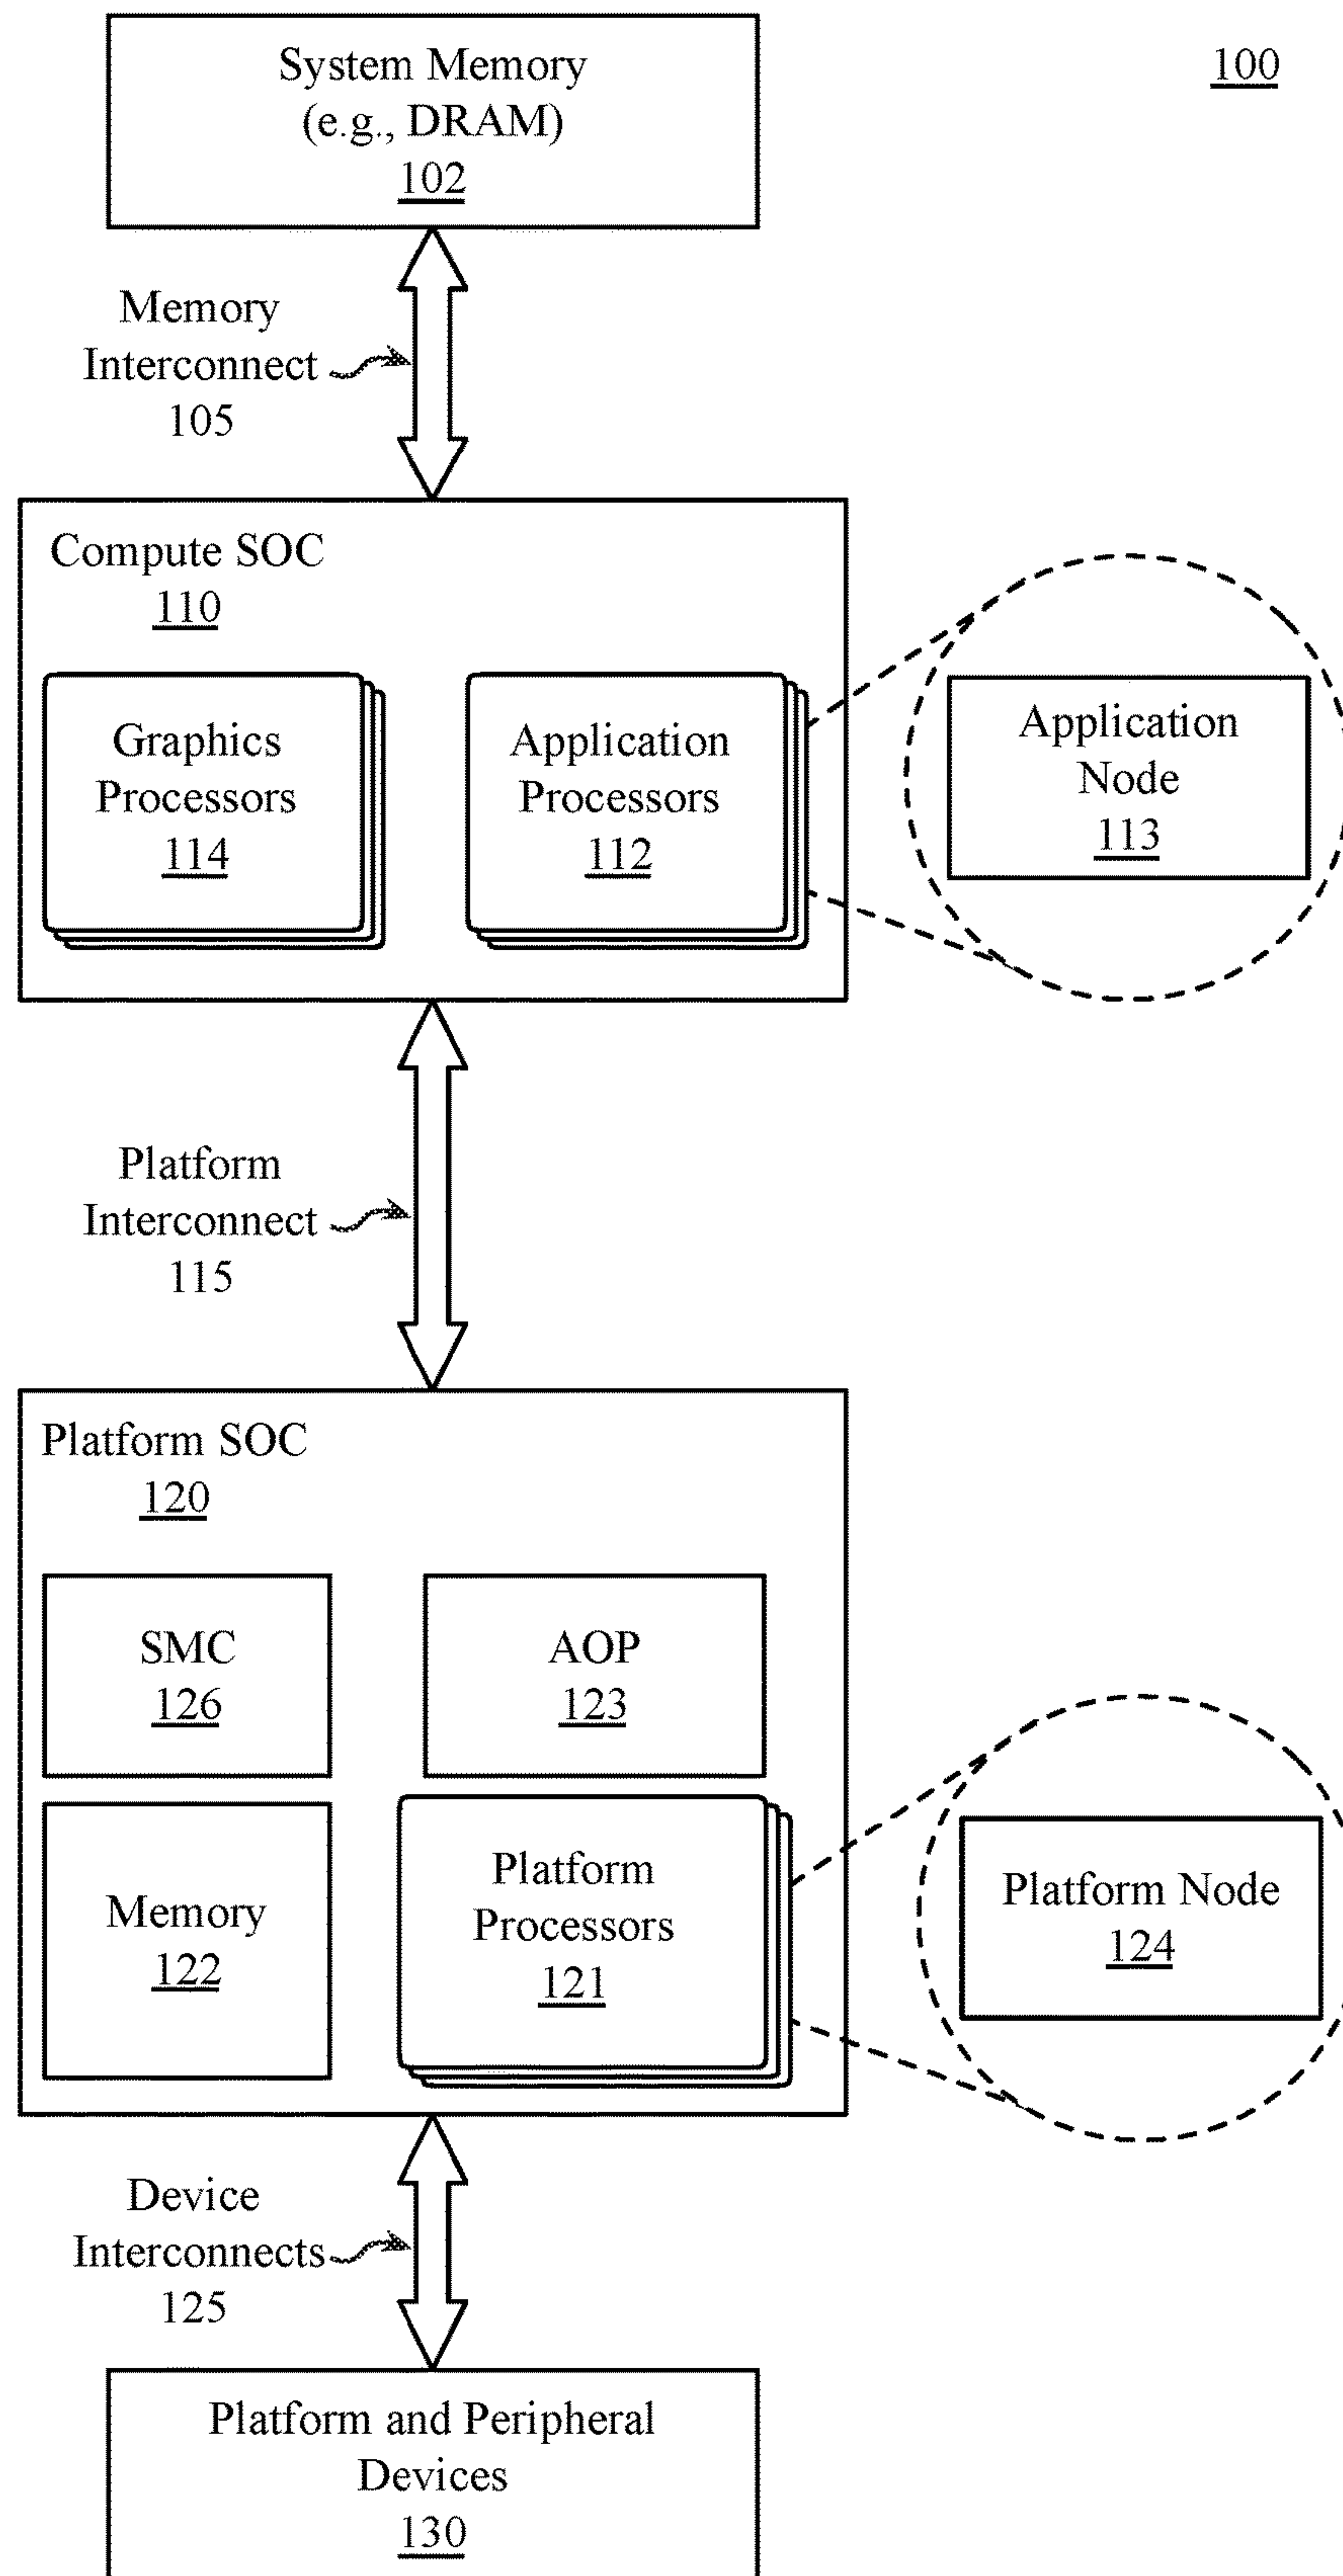 System Memory
(e.g., DRAM)
102
100
Memory
Interconnect
105
Compute SOC
110
Graphics
Processors
114
Application
Processors
112
Application
Node
113
Platform
Interconnect
115
Platform SOC
120
SMC
126
AOP
123
Memory
122
Platform
Processors
121
Platform Node
124
Device
Interconnects
125
Platform and Peripheral
Devices
130